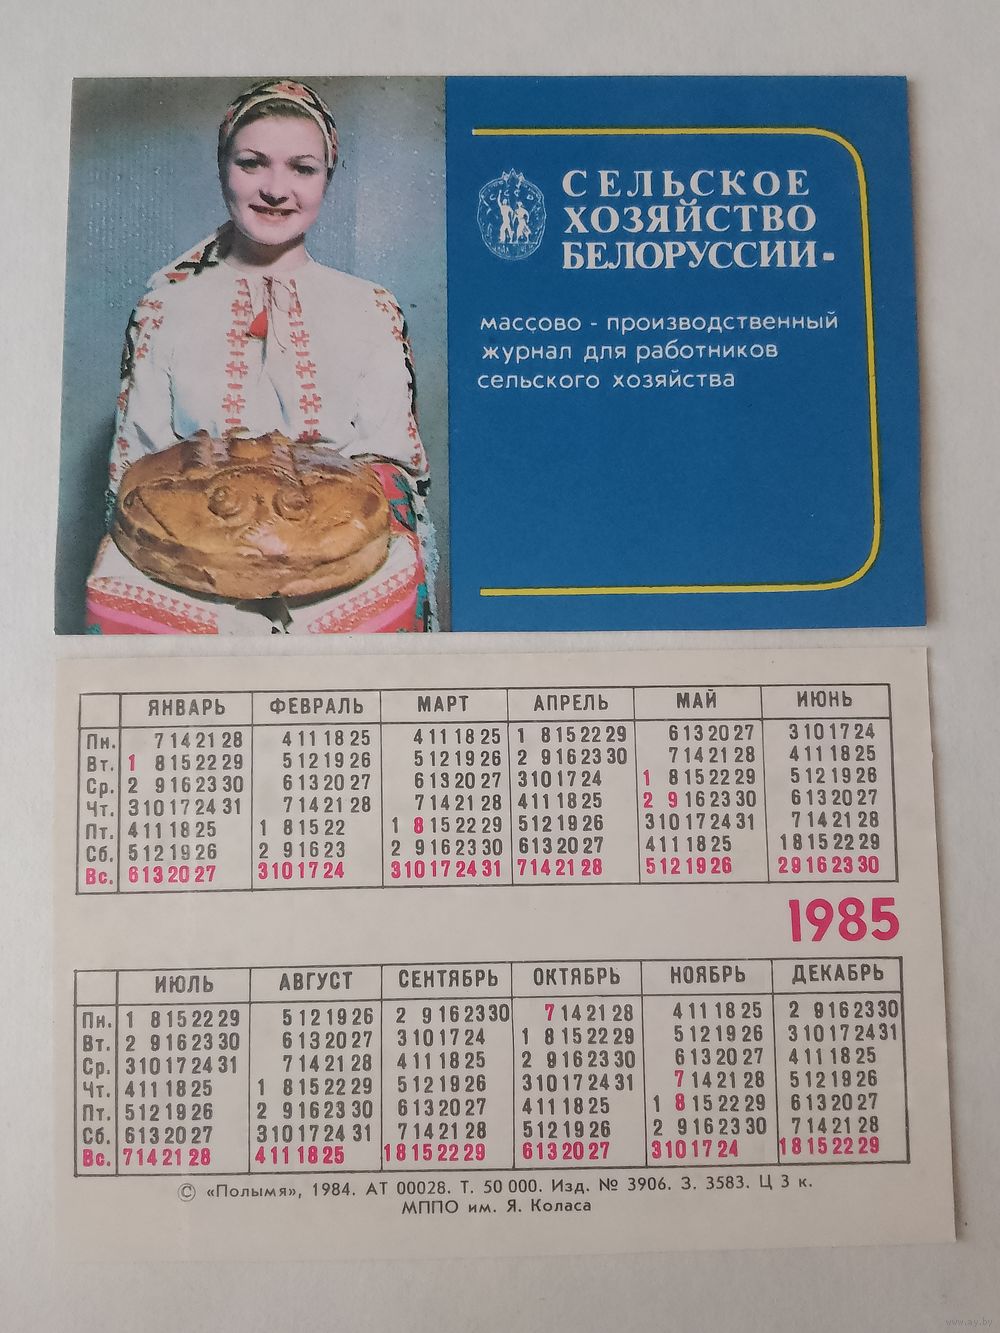 СЕЛЬСКОЕ
ХОЗЯЙСТВО
БЕЛОРУССИИ-
массово - производственный
журнал для работников
сельского хозяйства
ЯНВАРЬ ФЕВРАЛЬ МАРТ АПРЕЛЬ МАЙ ИЮНЬ
Пн. 7 14 21 28 4 11 18 25 4 11 18 25 1 8 15 22 29 6 13 20 27 3 10 17 24
Вт. 1 8 15 22 29 5 12 19 26 5 12 19 26 2 9 16 23 30 7 14 21 28 4 11 18 25
Ср. 2 9 16 23 30 6 13 20 27 6 13 20 27 3 10 17 24 1 8 15 22 29 5 12 19 26
Чт. 3 10 17 24 31 7 14 21 28 7 14 21 28 4 11 18 25 2 9 16 23 30 6 13 20 27
Пт. 4 11 18 25 1 8 15 22 1 8 15 22 29 5 12 19 26 3 10 17 24 31 7 14 21 28
Сб. 5 12 19 26 2 9 16 23 2 9 16 23 30 6 13 20 27 4 11 18 25 1 8 15 22 29
Вс. 6 13 20 27 3 10 17 24 3 10 17 24 31 7 14 21 28 5 12 19 26 2 9 16 23 30
1985
ИЮЛЬ АВГУСТ СЕНТЯБРЬ ОКТЯБРЬ НОЯБРЬ ДЕКАБРЬ
Пн. 1 8 15 22 29 5 12 19 26 2 9 16 23 30 7 14 21 28 4 11 18 25 2 9 16 23 30
Вт. 2 9 16 23 30 6 13 20 27 3 10 17 24 1 8 15 22 29 5 12 19 26 3 10 17 24 31
Ср. 3 10 17 24 31 7 14 21 28 4 11 18 25 2 9 16 23 30 6 13 20 27 4 11 18 25
Чт. 4 11 18 25 1 8 15 22 29 5 12 19 26 3 10 17 24 31 7 14 21 28 5 12 19 26
Пт. 5 12 19 26 2 9 16 23 30 6 13 20 27 4 11 18 25 1 8 15 22 29 6 13 20 27
Сб. 6 13 20 27 3 10 17 24 31 7 14 21 28 5 12 19 26 2 9 16 23 30 7 14 21 28
Вс. 7 14 21 28 4 11 18 25 1 8 15 22 29 6 13 20 27 3 10 17 24 1 8 15 22 29
© «Полымя», 1984. АТ 00028. Т. 50 000. Изд. № 3906. З. 3583. Ц 3 к.
МППО им. Я. Коласа
www.ay.by